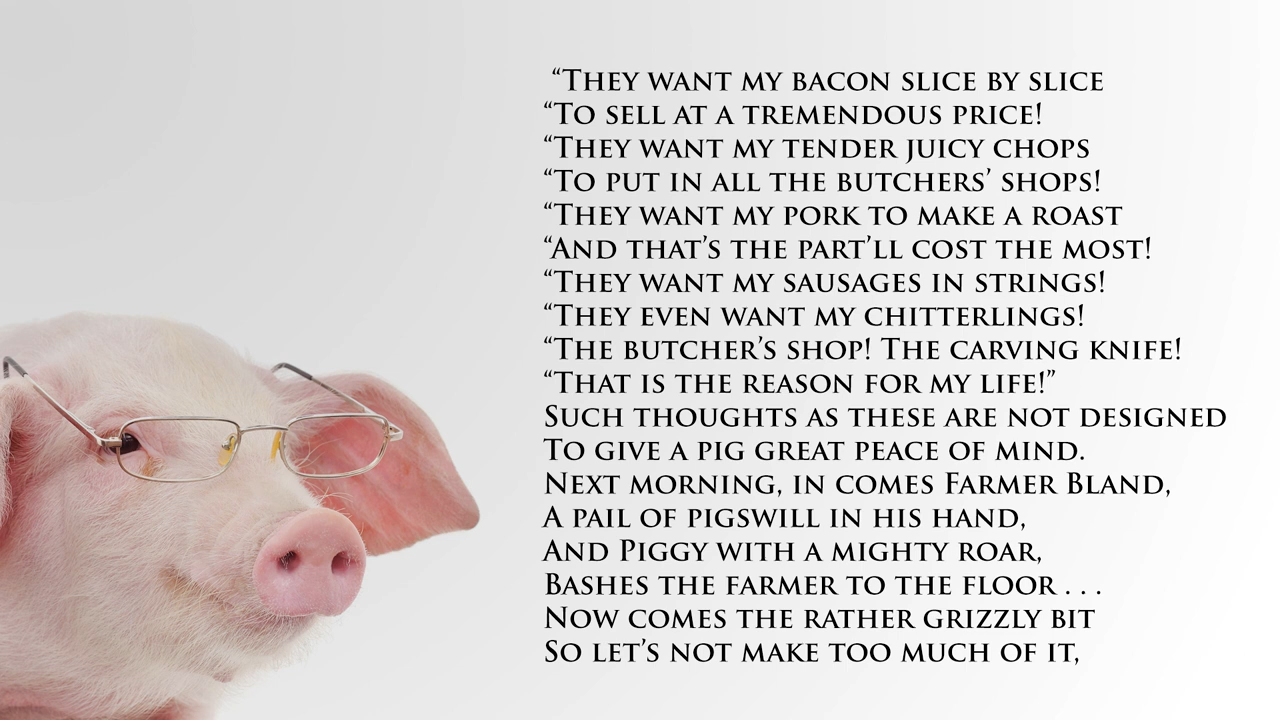 “They want my bacon slice by slice
“To sell at a tremendous price!
“They want my tender juicy chops
“To put in all the butchers’ shops!
“They want my pork to make a roast
“And that’s the part’ll cost the most!
“They want my sausages in strings!
“They even want my chitterlings!
“The butcher’s shop! The carving knife!
“That is the reason for my life!”
Such thoughts as these are not designed
To give a pig great peace of mind.
Next morning, in comes Farmer Bland,
A pail of pigswill in his hand,
And Piggy with a mighty roar,
Bashes the farmer to the floor . . .
Now comes the rather grizzly bit
So let’s not make too much of it,